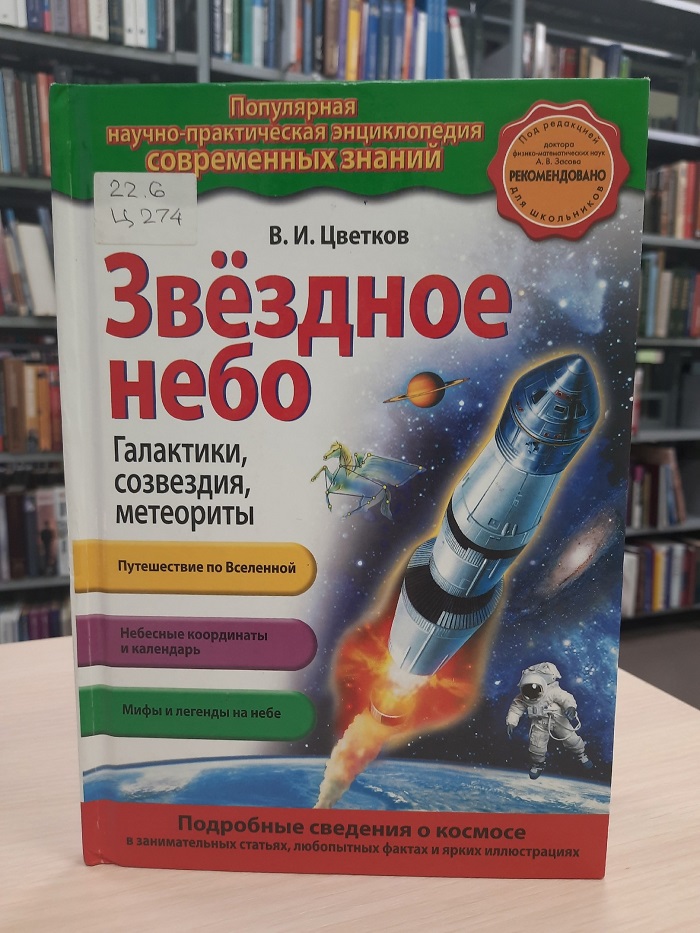 Популярная
научно-практическая энциклопедия
современных знаний
Под редакцией
доктора
физико-математических наук
А. В. Засова
РЕКОМЕНДОВАНО
ДЛЯ ШКОЛЬНИКОВ
22.6
Ц 274
В. И. Цветков
Звёздное
небо
Галактики,
созвездия,
метеориты
Путешествие по Вселенной
Небесные координаты
и календарь
Мифы и легенды на небе
Подробные сведения о космосе
в занимательных статьях, любопытных фактах и ярких иллюстрациях